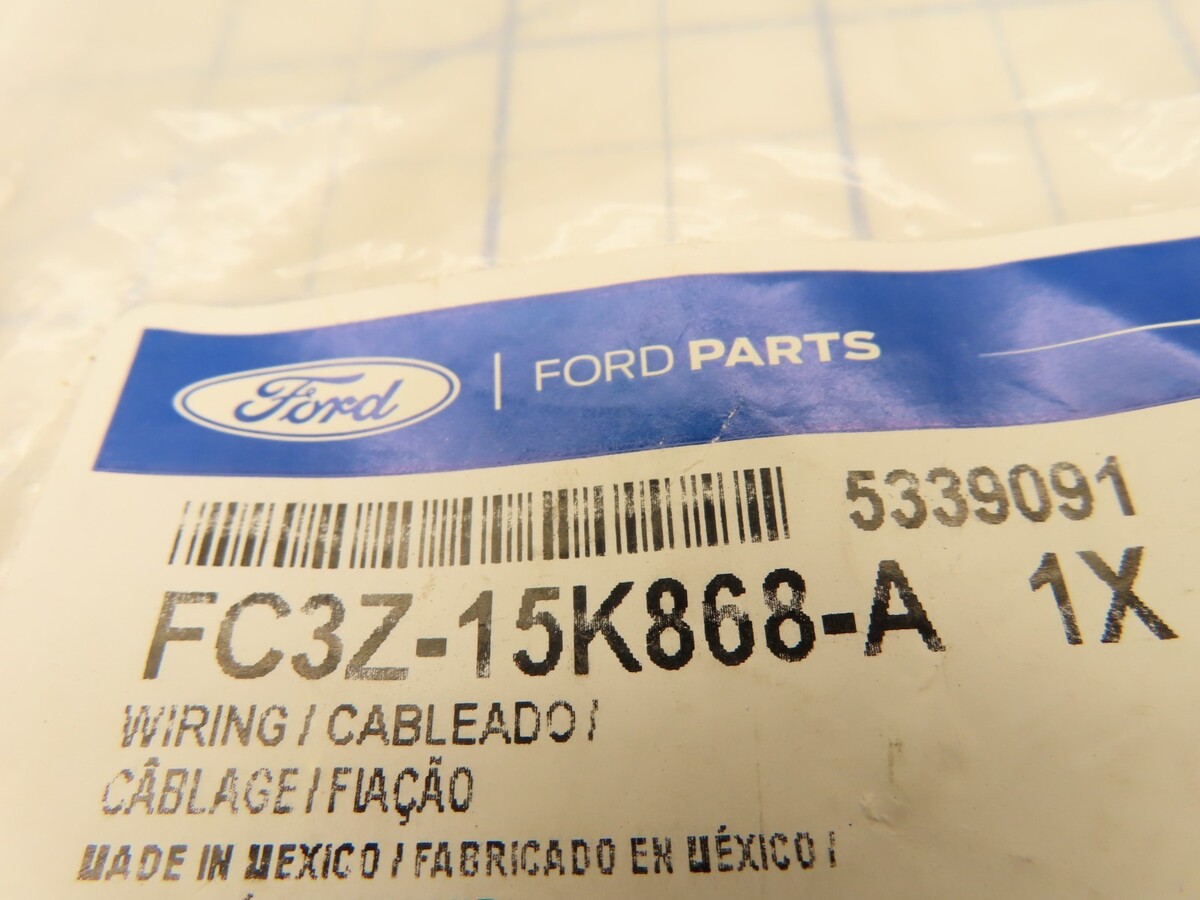 Ford | FORD PARTS
5339091
FC3Z-15K868-A 1X
WIRING / CABLEADO /
CÂBLAGE / FIAÇÃO
MADE IN MEXICO / FABRICADO EN MÉXICO /